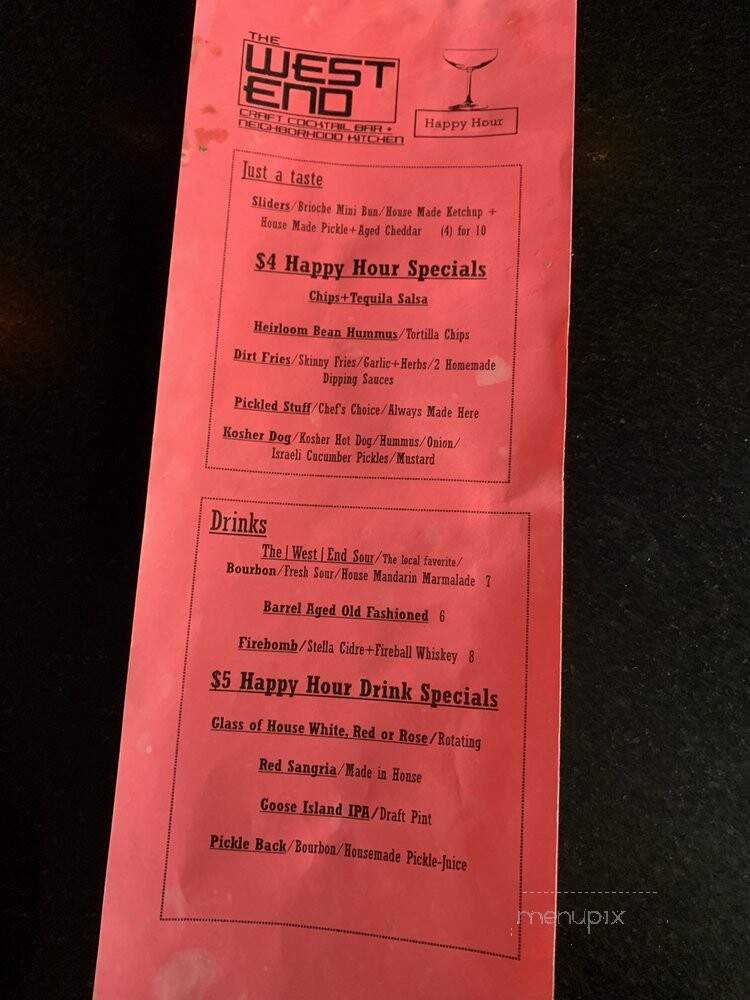 THE
WEST
END
CRAFT COCKTAIL BAR +
NEIGHBORHOOD KITCHEN
Happy Hour
Just a taste
Sliders/Brioche Mini Bun/House Made Ketchup +
House Made Pickle+Aged Cheddar (4) for 10
$4 Happy Hour Specials
Chips+Tequila Salsa
Heirloom Bean Hummus/Tortilla Chips
Dirt Fries/Skinny Fries/Garlic+Herbs/2 Homemade
Dipping Sauces
Pickled Stuff/Chef's Choice/Always Made Here
Kosher Dog/Kosher Hot Dog/Hummus/Onion/
Israeli Cucumber Pickles/Mustard
Drinks
The|West|End Sour/The local favorite/
Bourbon/Fresh Sour/House Mandarin Marmalade 7
Barrel Aged Old Fashioned 6
Firebomb/Stella Cidre+Fireball Whiskey 8
$5 Happy Hour Drink Specials
Glass of House White, Red or Rose/Rotating
Red Sangria/Made in House
Goose Island IPA/Draft Pint
Pickle Back/Bourbon/Housemade Pickle-Juice
menupix